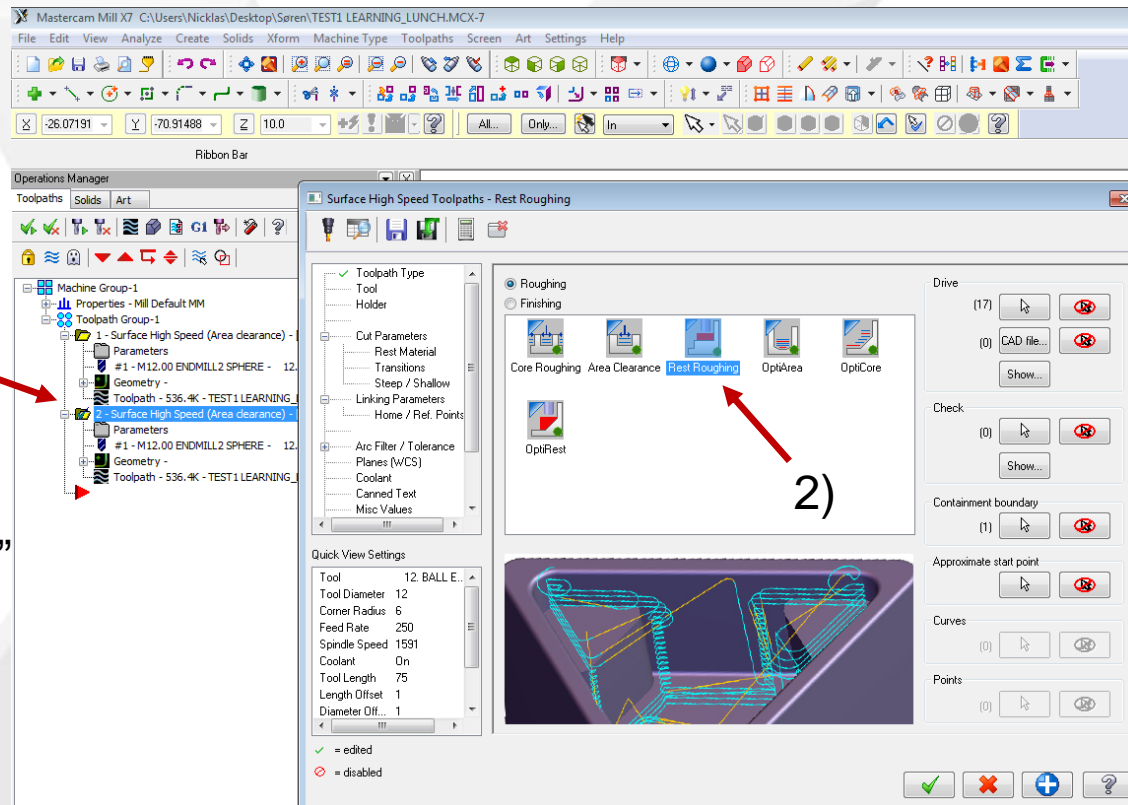 Mastercam Mill X7 C:\Users\Nicklas\Desktop\Søren\TEST1 LEARNING_LUNCH.MCX-7
File Edit View Analyze Create Solids Xform Machine Type Toolpaths Screen Art Settings Help
X -26.07191 Y -70.91488 Z 10.0 All... Only... In
Ribbon Bar
Operations Manager
Toolpaths Solids Art
G1
Machine Group-1
Properties - Mill Default MM
Toolpath Group-1
1 - Surface High Speed (Area clearance) - [
Parameters
#1 - M12.00 ENDMILL2 SPHERE - 12.
Geometry -
Toolpath - 536.4K - TEST1 LEARNING_
2 - Surface High Speed (Area clearance) - [
Parameters
#1 - M12.00 ENDMILL2 SPHERE - 12.
Geometry -
Toolpath - 536.4K - TEST1 LEARNING_
”
Surface High Speed Toolpaths - Rest Roughing
Toolpath Type
Tool
Holder
Cut Parameters
Rest Material
Transitions
Steep / Shallow
Linking Parameters
Home / Ref. Points
Arc Filter / Tolerance
Planes (WCS)
Coolant
Canned Text
Misc Values
Quick View Settings
Tool 12. BALL E..
Tool Diameter 12
Corner Radius 6
Feed Rate 250
Spindle Speed 1591
Coolant On
Tool Length 75
Length Offset 1
Diameter Off... 1
= edited
= disabled
Roughing
Finishing
Core Roughing Area Clearance Rest Roughing OptiArea OptiCore
OptiRest
2)
Drive
(17)
(0) CAD file...
Show...
Check
(0)
Show...
Containment boundary
(1)
Approximate start point
Curves
(0)
Points
(0)